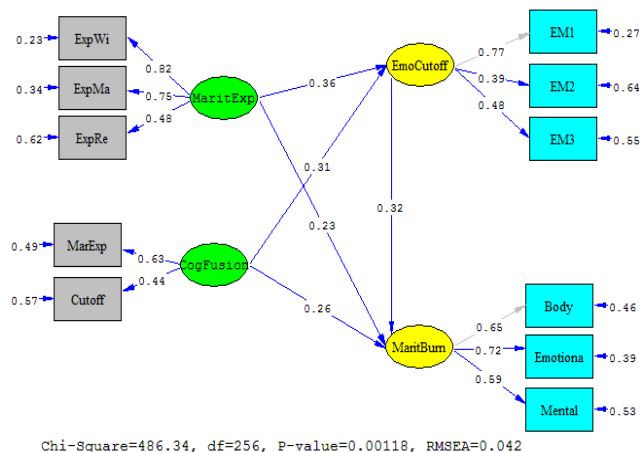 0.23 ExpWi
0.34 ExpMa
0.62 ExpRe
0.82
0.75
0.48
MaritExp
0.36
EmoCutoff
0.77
0.39
0.48
EM1 0.27
EM2 0.64
EM3 0.55
0.31
0.32
0.23
0.49 MarExp
0.57 Cutoff
0.63
0.44
CogFusion
0.26
MaritBurn
0.65
0.72
0.59
Body 0.46
Emotiona 0.39
Mental 0.53
Chi-Square=486.34, df=256, P-value=0.00118, RMSEA=0.042